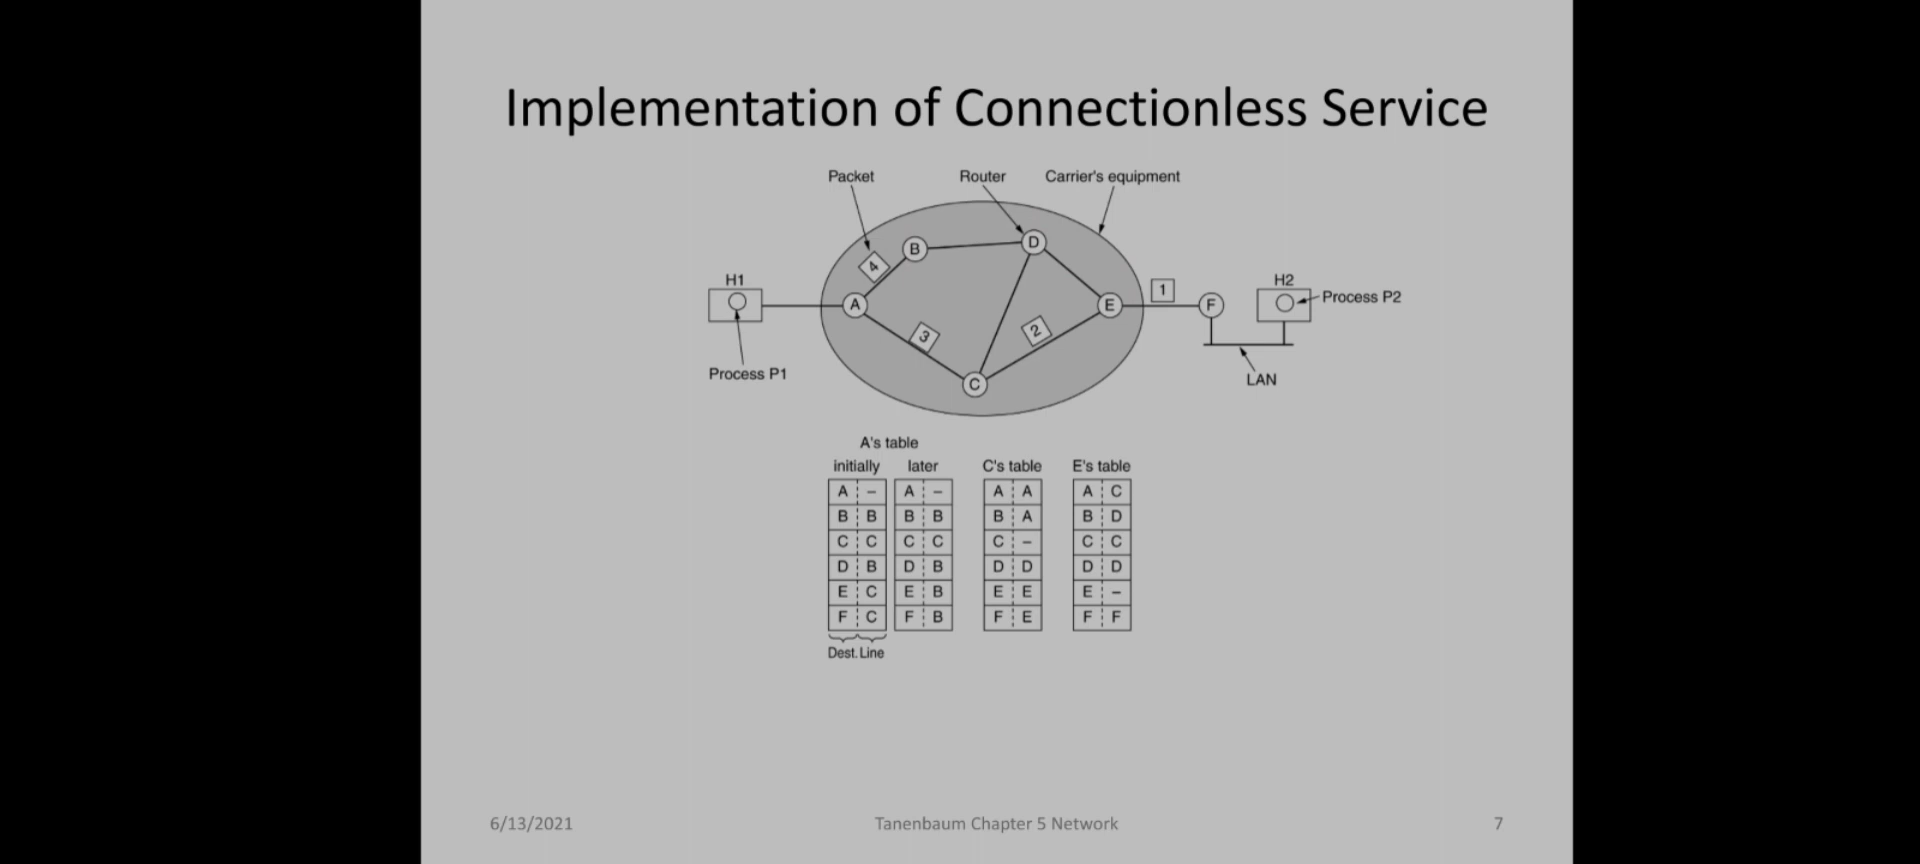 Implementation of Connectionless Service
Packet Router Carrier's equipment
B D
4
H1 1 H2
Process P2
A E F
3 2
Process P1 C LAN
A's table
initially later C's table E's table
A – A – A A A C
B B B B B A B D
C C C C C – C C
D B D B D D D D
E C E B E E E –
F C F B F E F F
Dest. Line
6/13/2021 Tanenbaum Chapter 5 Network 7